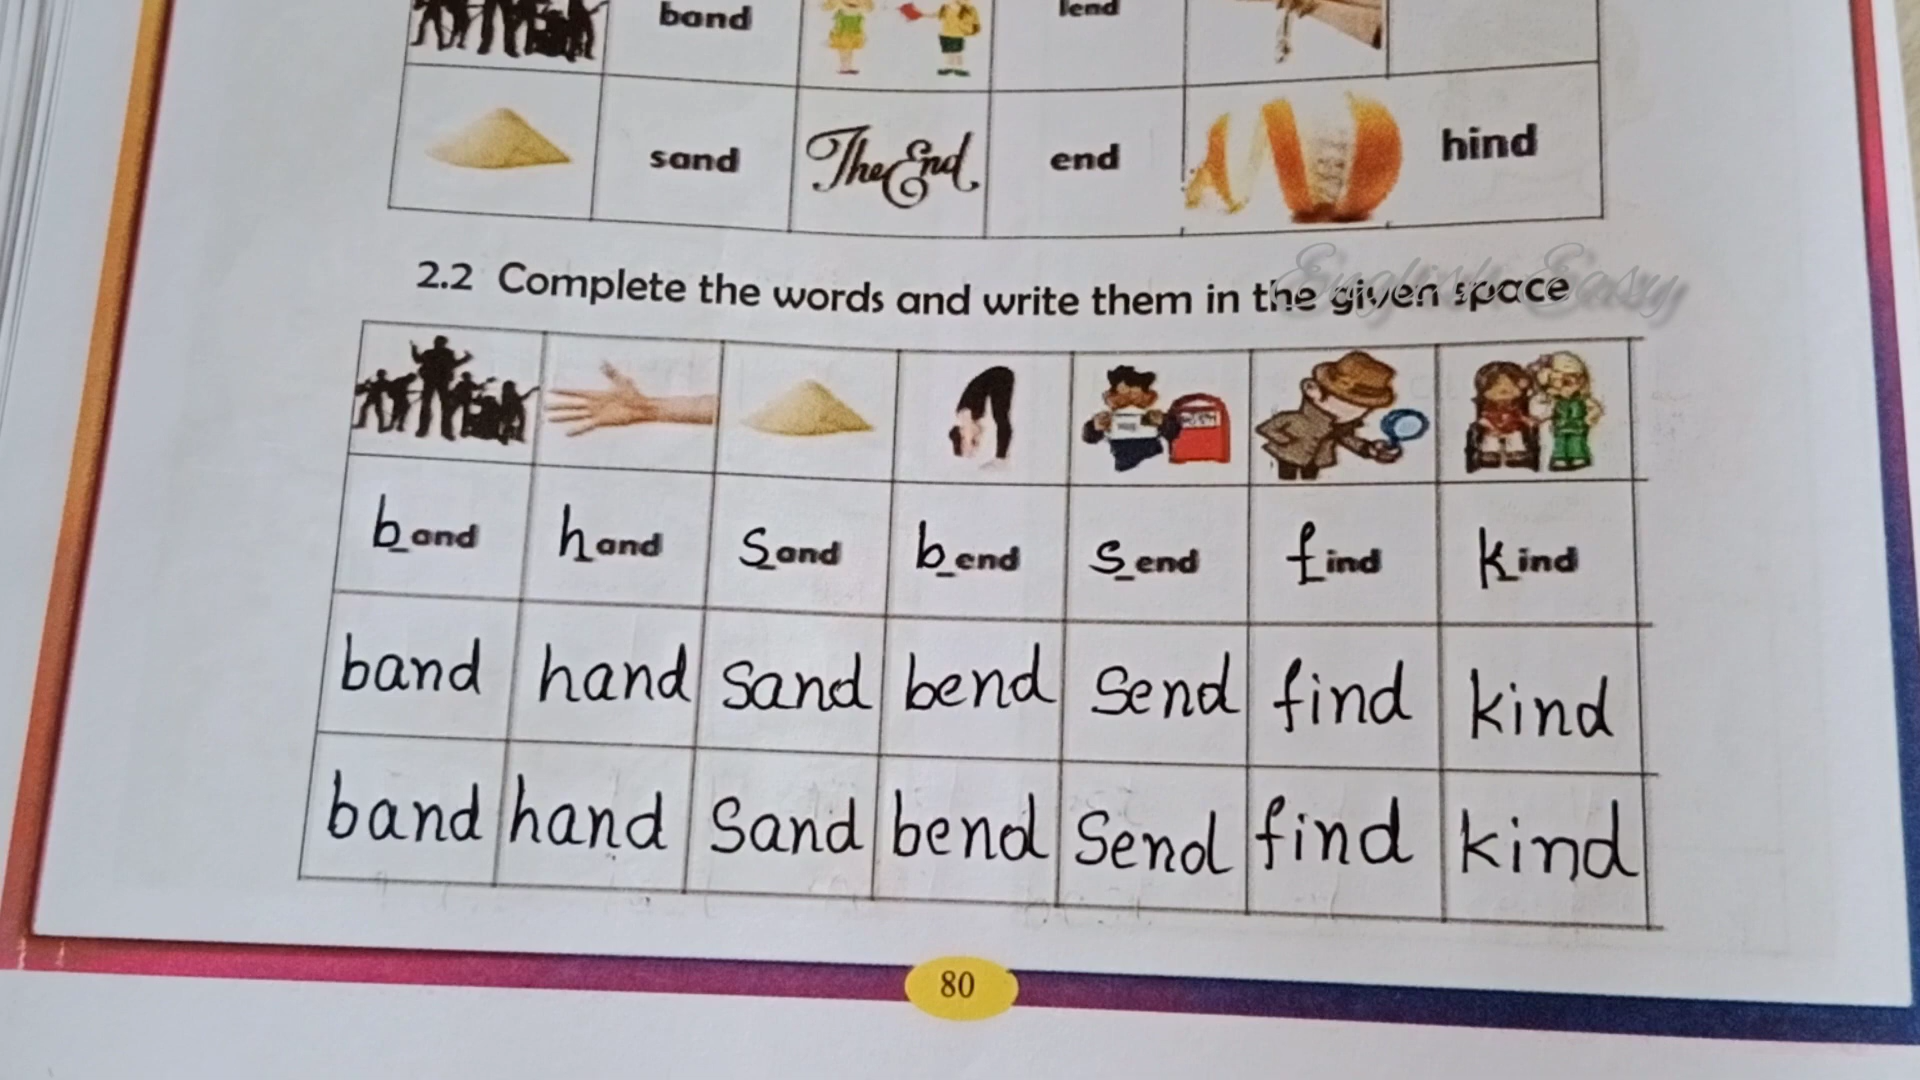 band lend
sand The End end hind
English Easy
2.2 Complete the words and write them in the given space
band hand sand bend send find kind
band hand sand bend send find kind
band hand sand bend send find kind
80